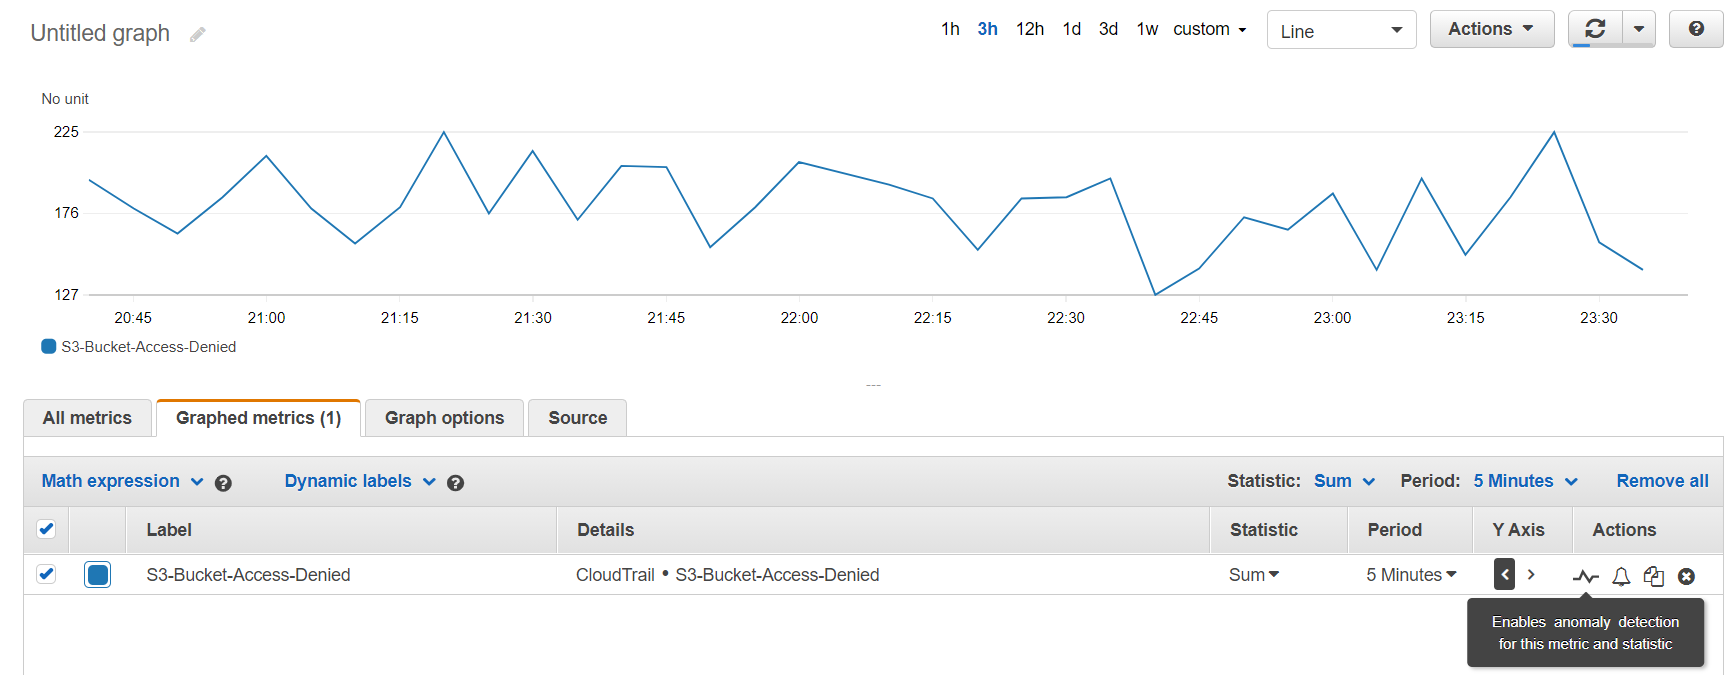 Untitled graph
1h 3h 12h 1d 3d 1w custom Line Actions ?
No unit
225
176
127
20:45 21:00 21:15 21:30 21:45 22:00 22:15 22:30 22:45 23:00 23:15 23:30
S3-Bucket-Access-Denied
All metrics Graphed metrics (1) Graph options Source
Math expression ? Dynamic labels ? Statistic: Sum Period: 5 Minutes Remove all
Label Details Statistic Period Y Axis Actions
S3-Bucket-Access-Denied CloudTrail • S3-Bucket-Access-Denied Sum 5 Minutes < >
Enables anomaly detection
for this metric and statistic